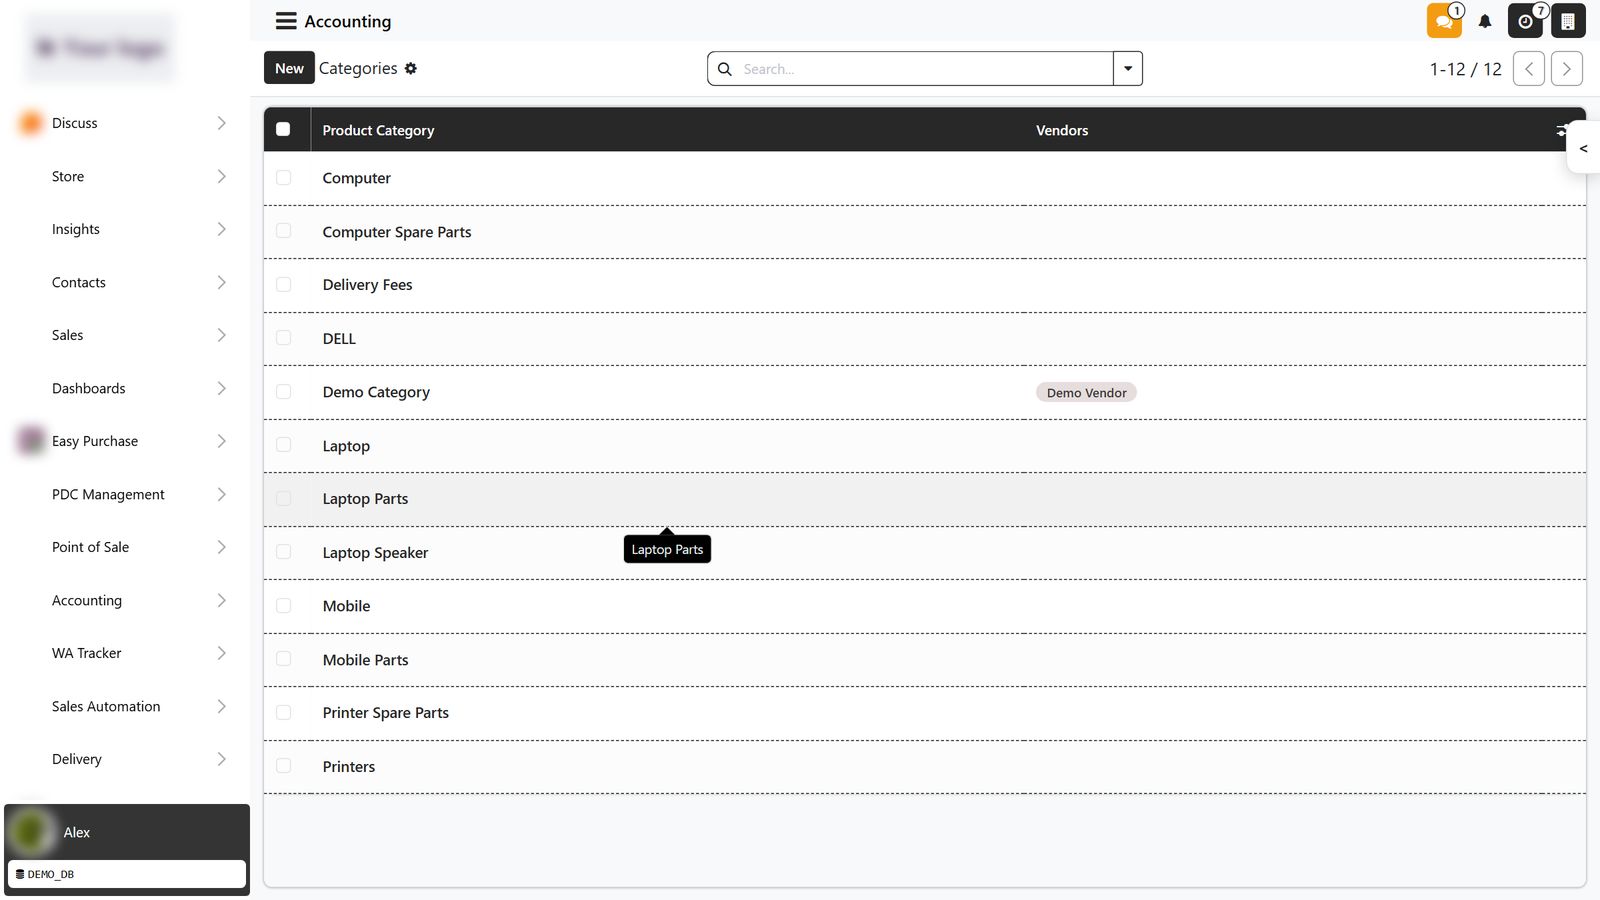 Accounting
1
7
New
Categories
Search...
1-12 / 12
Discuss
Store
Insights
Contacts
Sales
Dashboards
Easy Purchase
PDC Management
Point of Sale
Accounting
WA Tracker
Sales Automation
Delivery
Alex
DEMO_DB
Product Category Vendors
<
Computer
Computer Spare Parts
Delivery Fees
DELL
Demo Category Demo Vendor
Laptop
Laptop Parts
Laptop Parts
Laptop Speaker
Mobile
Mobile Parts
Printer Spare Parts
Printers